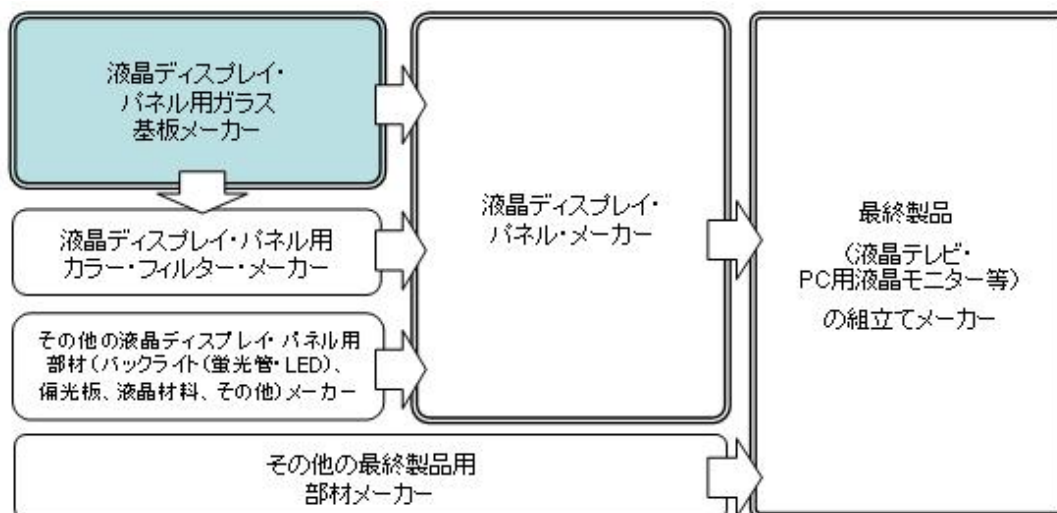 液晶ディスプレイ・
パネル用ガラス
基板メーカー
液晶ディスプレイ・パネル用
カラー・フィルター・メーカー
その他の液晶ディスプレイ・パネル用
部材（バックライト（蛍光管・LED）、
偏光板、液晶材料、その他）メーカー
その他の最終製品用
部材メーカー
液晶ディスプレイ・
パネル・メーカー
最終製品
（液晶テレビ・
PC用液晶モニター等）
の組立てメーカー